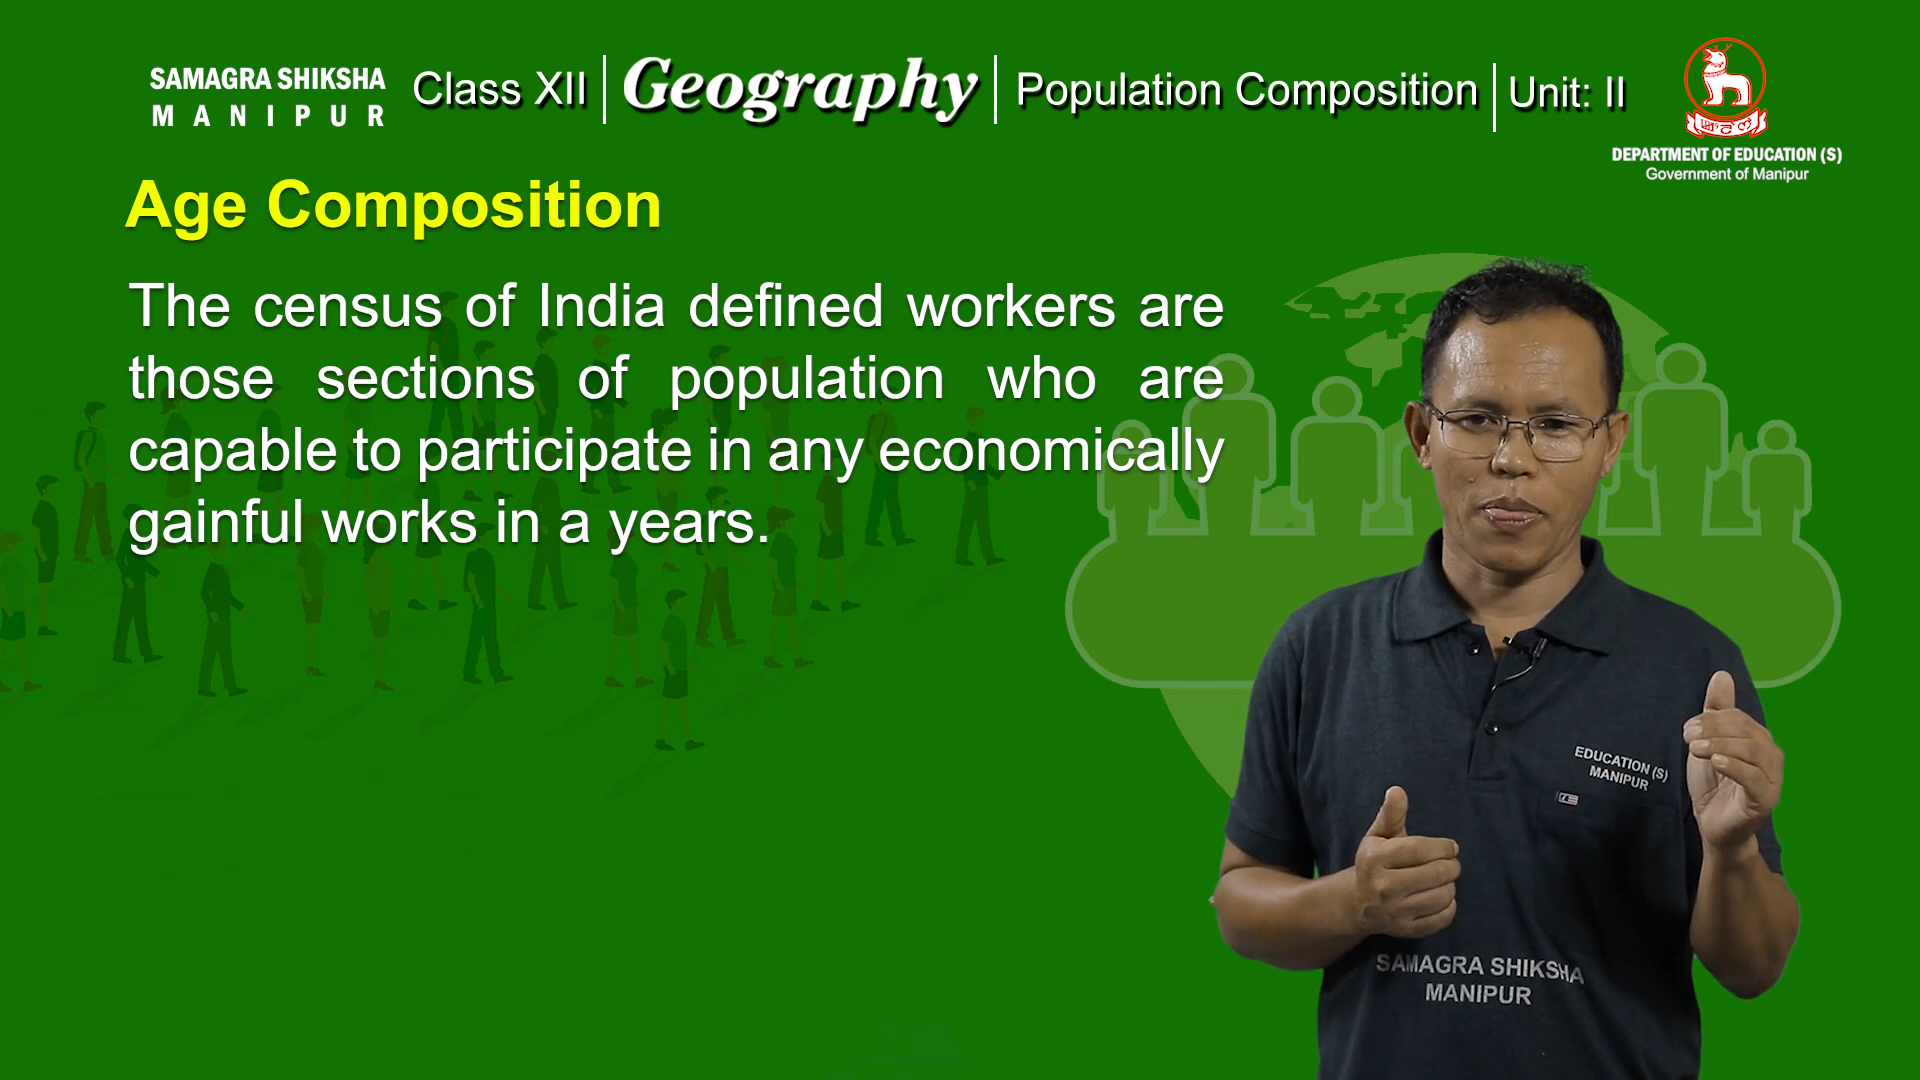 SAMAGRA SHIKSHA
MANIPUR
Class XII
Geography
Population Composition
Unit: II
DEPARTMENT OF EDUCATION (S)
Government of Manipur
Age Composition
The census of India defined workers are
those sections of population who are
capable to participate in any economically
gainful works in a years.
EDUCATION (S)
MANIPUR
SAMAGRA SHIKSHA
MANIPUR